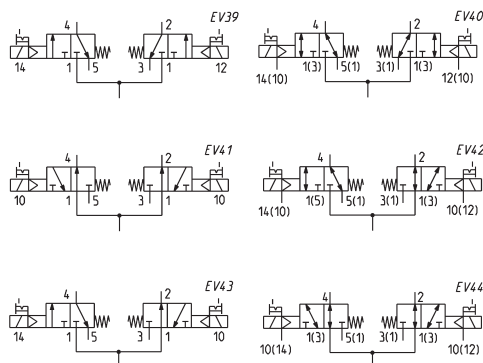 4 2 EV39
14 1 5 3 1 12
4 2 EV40
14(10) 1(3) 5(1) 3(1) 1(3) 12(10)
4 2 EV41
10 1 5 3 1 10
4 2 EV42
14(10) 1(5) 5(1) 3(1) 1(3) 10(12)
4 2 EV43
14 1 5 3 1 10
4 2 EV44
10(14) 1(3) 5(1) 3(1) 1(3) 10(12)